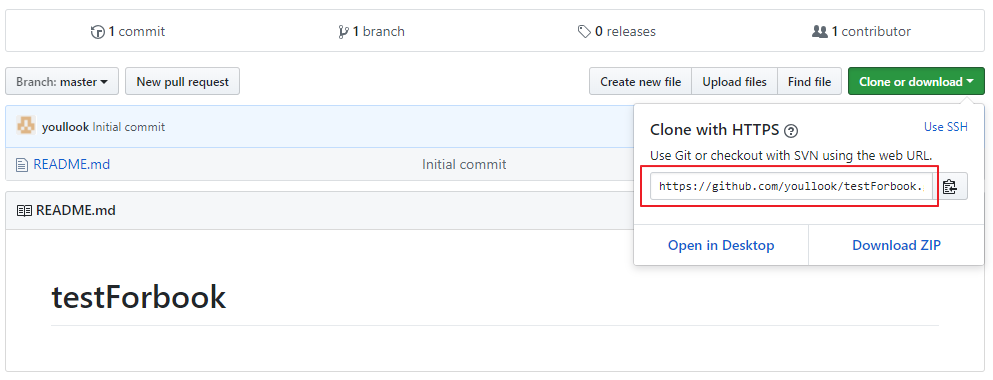 1 commit 1 branch 0 releases 1 contributor
Branch: master New pull request Create new file Upload files Find file Clone or download
youllook Initial commit
Clone with HTTPS ? Use SSH
README.md Initial commit
Use Git or checkout with SVN using the web URL.
https://github.com/youllook/testForbook.
README.md
Open in Desktop Download ZIP
testForbook